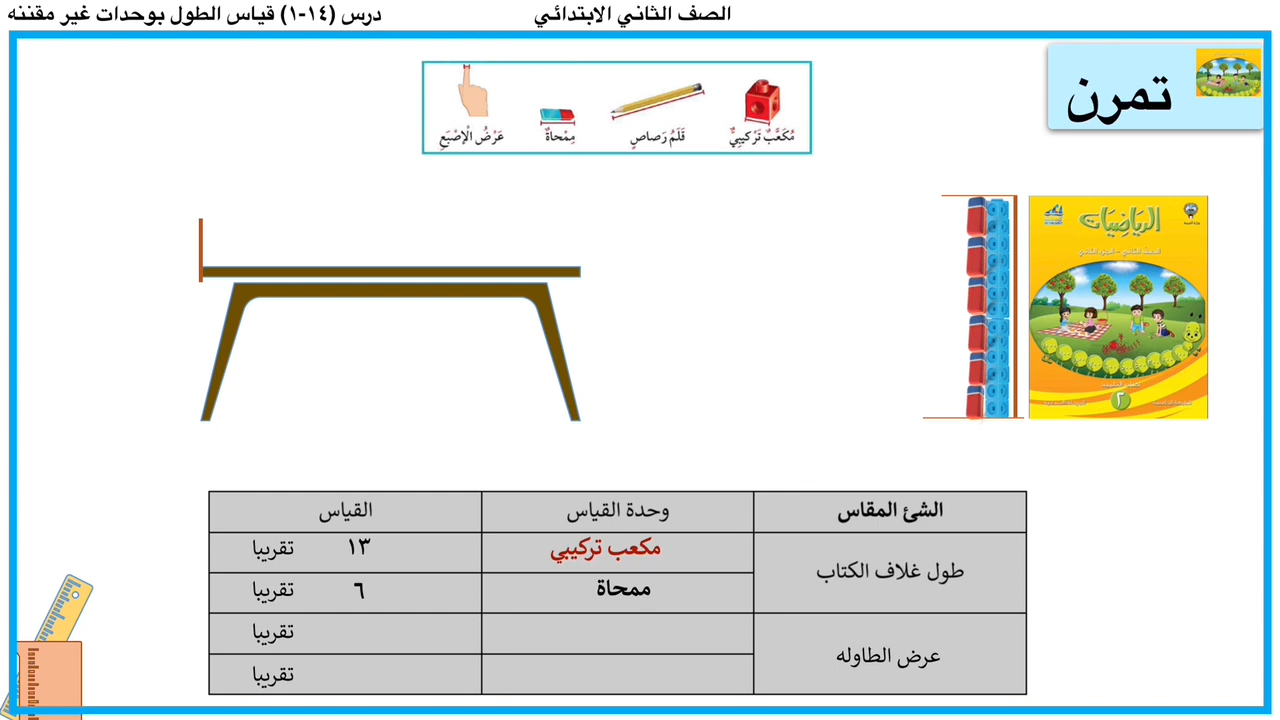 الصف الثاني الابتدائي
درس (١٤-١) قياس الطول بوحدات غير مقننه
تمرن
مُكَعَّبٌ تَرْكيبِيٌّ
قَلَمُ رَصاصٍ
مِمْحاةٌ
عَرْضُ الْإِصْبَعِ
الرياضيات
الشئ المقاس
وحدة القياس
القياس
طول غلاف الكتاب
مكعب تركيبي
١٣ تقريبا
ممحاة
٦ تقريبا
عرض الطاوله
تقريبا
تقريبا